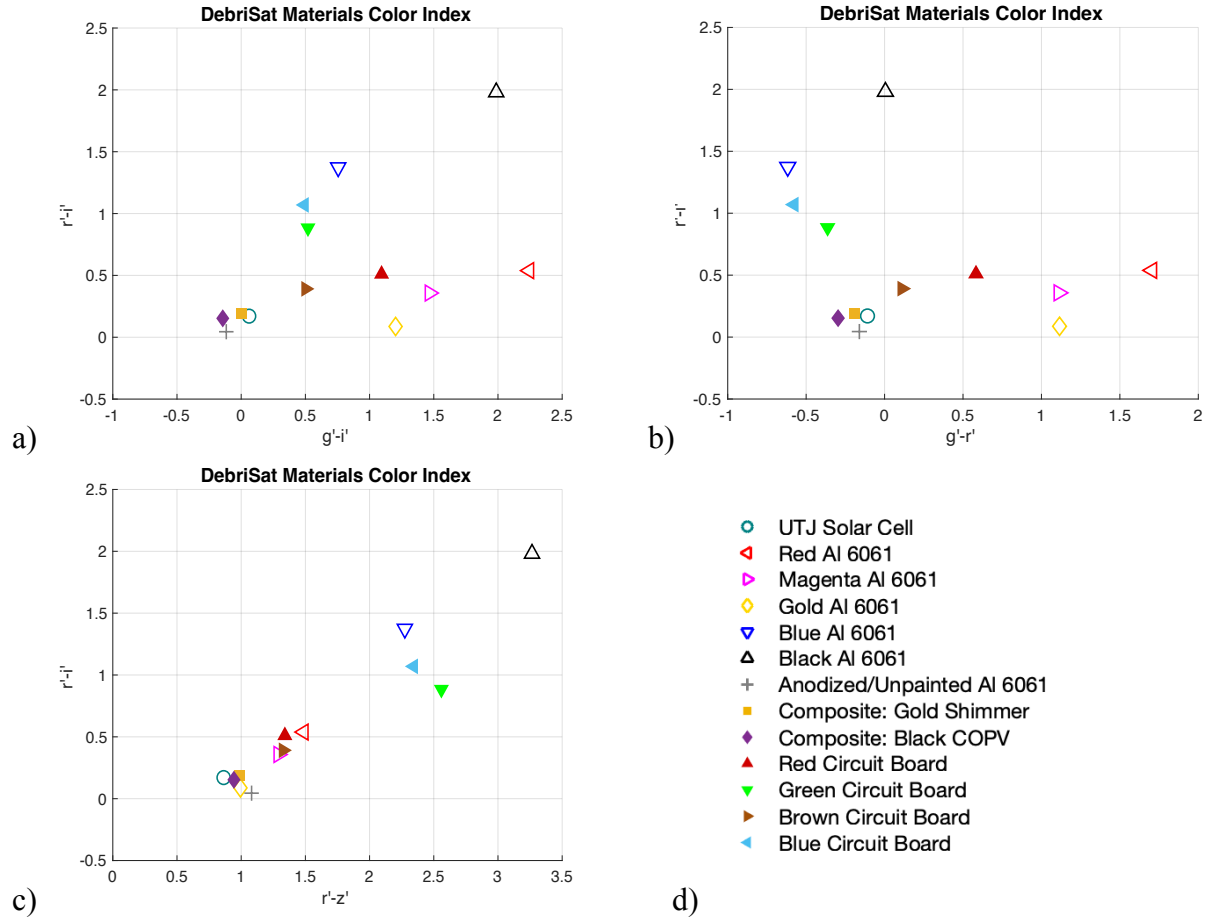 DebriSat Materials Color Index
2.5
2
1.5
1
0.5
0
-0.5
r'-i'
-1 -0.5 0 0.5 1 1.5 2 2.5
g'-i'
a)
DebriSat Materials Color Index
2.5
2
1.5
1
0.5
0
-0.5
r'-i'
-1 -0.5 0 0.5 1 1.5 2
g'-r'
b)
DebriSat Materials Color Index
2.5
2
1.5
1
0.5
0
-0.5
r'-i'
0 0.5 1 1.5 2 2.5 3 3.5
r'-z'
c)
UTJ Solar Cell
Red Al 6061
Magenta Al 6061
Gold Al 6061
Blue Al 6061
Black Al 6061
Anodized/Unpainted Al 6061
Composite: Gold Shimmer
Composite: Black COPV
Red Circuit Board
Green Circuit Board
Brown Circuit Board
Blue Circuit Board
d)